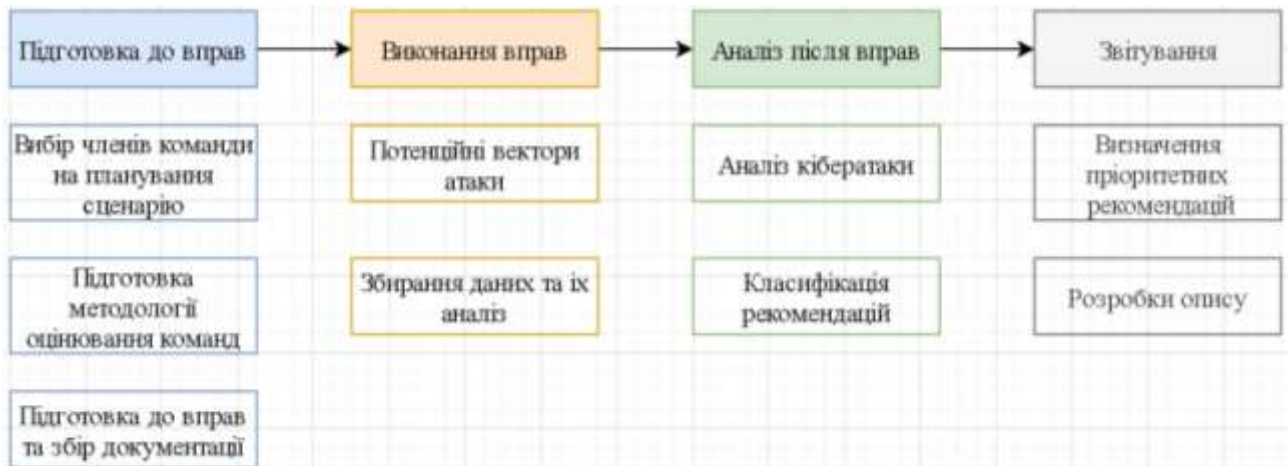 Підготовка до вправ
Виконання вправ
Аналіз після вправ
Звітування
Вибір членів команди
на планування
сценарію
Потенційні вектори
атаки
Аналіз кібератаки
Визначення
пріоритетних
рекомендацій
Підготовка
методології
оцінювання команд
Збирання даних та їх
аналіз
Класифікація
рекомендацій
Розробки опису
Підготовка до вправ
та збір документації